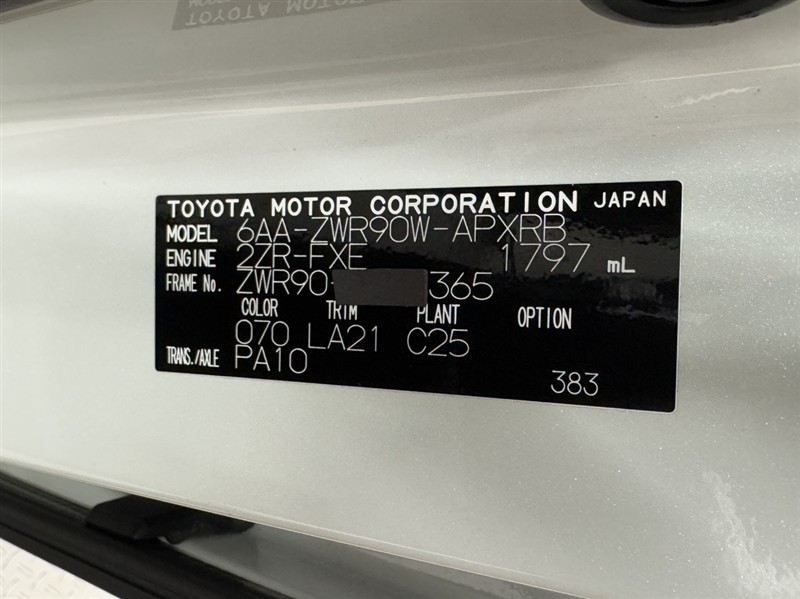 TOYOTA MOTOR CORPORATION JAPAN
MODEL 6AA-ZWR90W-APXRB
ENGINE 2ZR-FXE 1797 mL
FRAME No. ZWR90- 365
COLOR TRIM PLANT OPTION
070 LA21 C25
TRANS./AXLE PA10
383